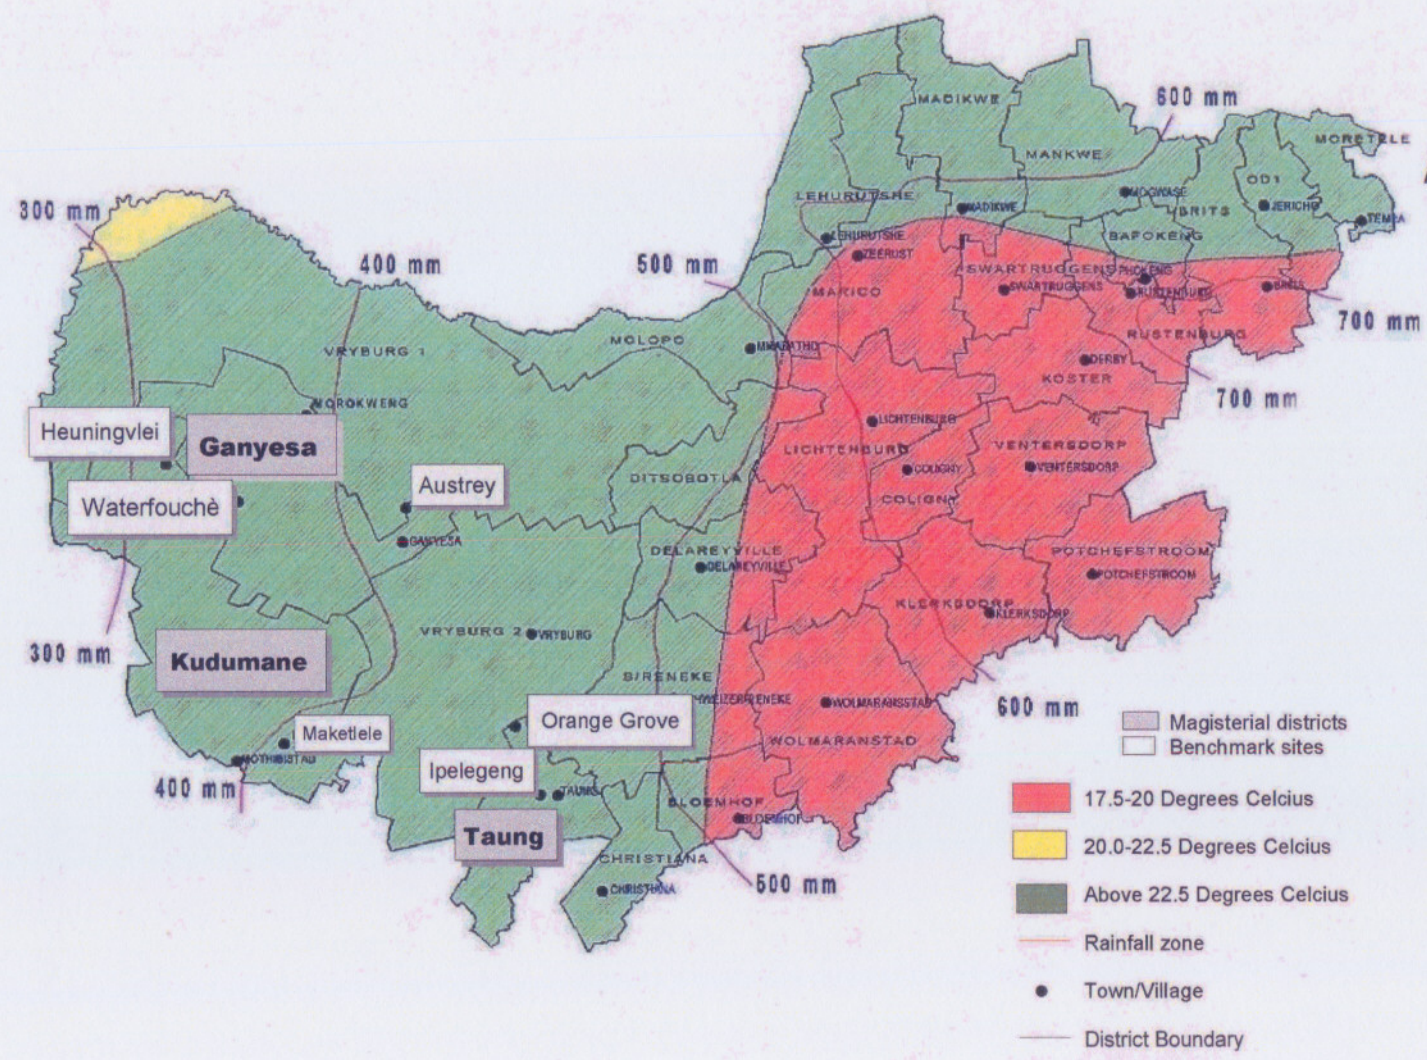 600 mm
MADIKWE
MORETELE
MANKWE
OD1
MOGWASE
LEHURUTSHE
JERICHO
MADIKWE
BRITS
300 mm
TEMBA
LEHURUTSHE
BAFOKENG
ZEERUST
400 mm
500 mm
SWARTRUGGENS
PHOKENG
MARICO
SWARTRUGGENS
RUSTENBURG
BRITS
700 mm
RUSTENBURG
MOLOPO
MMABATHO
VRYBURG 1
DERBY
KOSTER
700 mm
MOROKWENG
LICHTENBURG
Heuningvlei
Ganyesa
LICHTENBURG
VENTERSDORP
COLIGNY
VENTERSDORP
DITSOBOTLA
Austrey
COLIGNY
Waterfouchè
GANYESA
DELAREYVILLE
POTCHEFSTROOM
DELAREYVILLE
POTCHEFSTROOM
KLERKSDORP
KLERKSDORP
VRYBURG 2
VRYBURG
300 mm
Kudumane
S/RENEKE
WOLMARANSSTAD
600 mm
Orange Grove
Magisterial districts
Maketlele
WOLMARANSTAD
Benchmark sites
MOTHIBISTAD
Ipelegeng
400 mm
TAUNG
17.5-20 Degrees Celcius
BLOEMHOF
BLOEMHOF
Taung
20.0-22.5 Degrees Celcius
CHRISTIANA
CHRISTIANA
500 mm
Above 22.5 Degrees Celcius
Rainfall zone
Town/Village
District Boundary